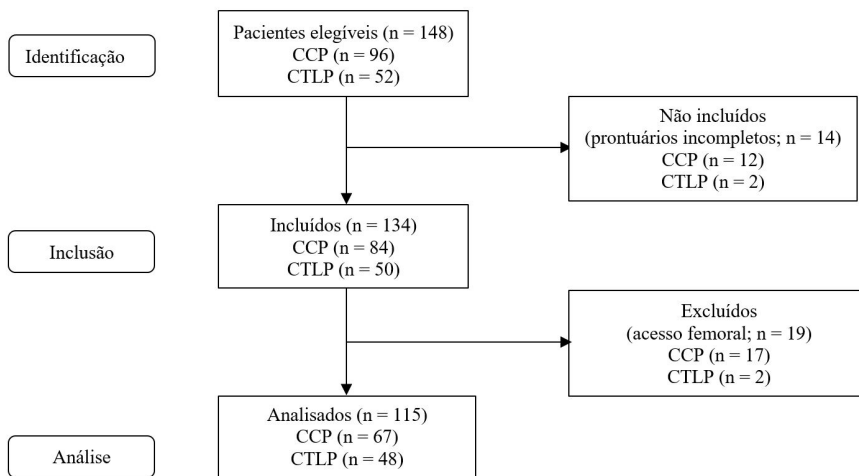 Identificação
Pacientes elegíveis (n = 148)
CCP (n = 96)
CTLP (n = 52)
Não incluídos
(prontuários incompletos; n = 14)
CCP (n = 12)
CTLP (n = 2)
Inclusão
Incluídos (n = 134)
CCP (n = 84)
CTLP (n = 50)
Excluídos
(acesso femoral; n = 19)
CCP (n = 17)
CTLP (n = 2)
Análise
Analisados (n = 115)
CCP (n = 67)
CTLP (n = 48)